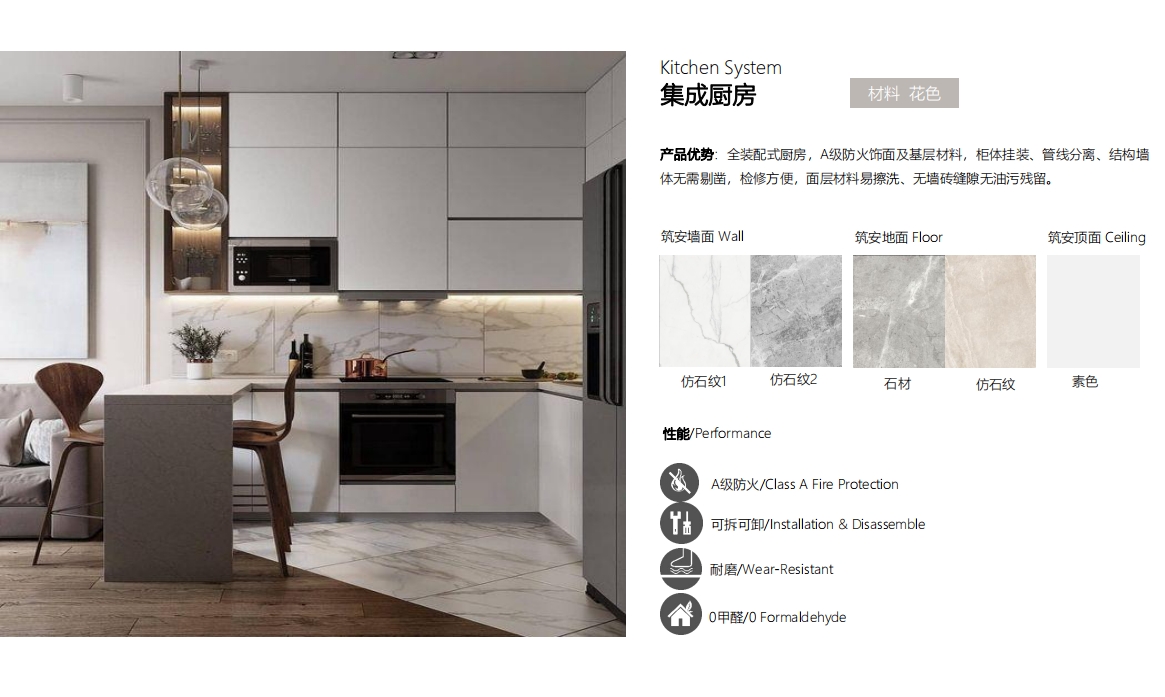 Kitchen System
集成厨房
材料 花色
产品优势：全装配式厨房，A级防火饰面及基层材料，柜体挂装、管线分离、结构墙
体无需剔凿，检修方便，面层材料易擦洗、无墙砖缝隙无油污残留。
筑安墙面 Wall
筑安地面 Floor
筑安顶面 Ceiling
仿石纹1
仿石纹2
石材
仿石纹
素色
性能/Performance
A级防火/Class A Fire Protection
可拆可卸/Installation & Disassemble
耐磨/Wear-Resistant
0甲醛/0 Formaldehyde